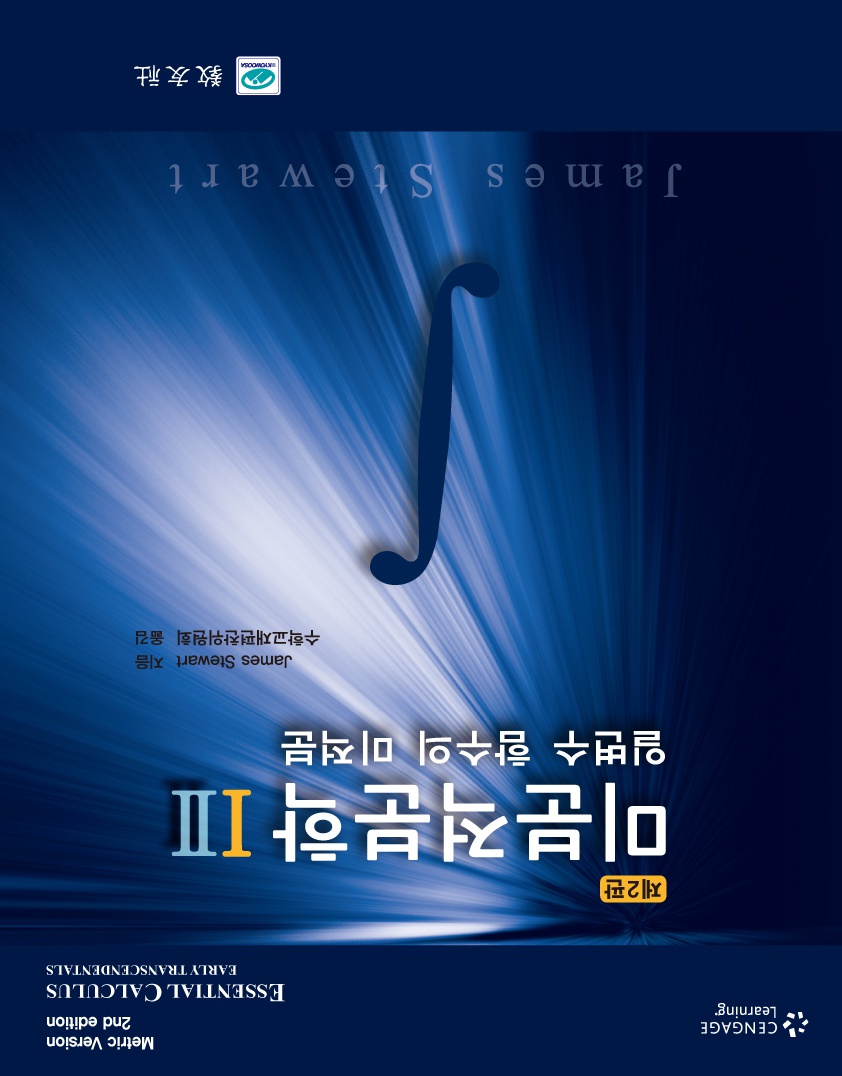 CENGAGE
Learning®
Metric Version
2nd edition
ESSENTIAL CALCULUS
EARLY TRANSCENDENTALS
제2판
미분적분학 I II
일변수 함수의 미적분
James Stewart 지음
수학교재편찬위원회 옮김
James Stewart
KYOWOOSA
敎友社